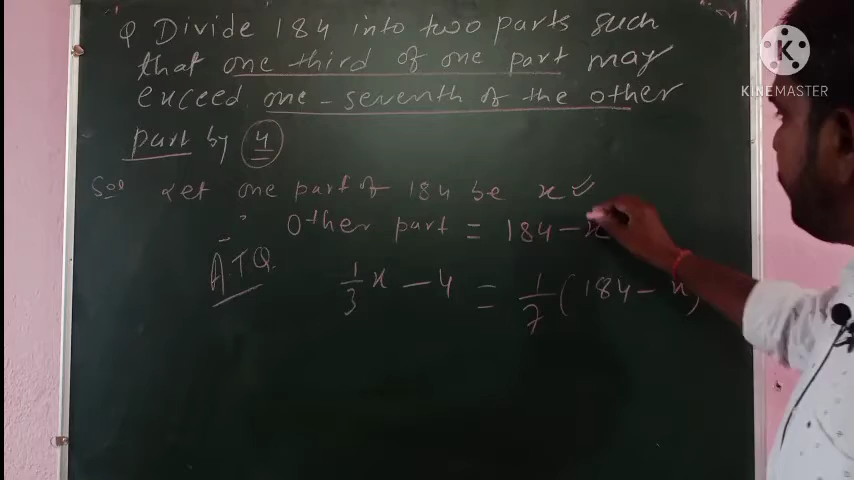 Q Divide 184 into two parts such
that one third of one part may
exceed one-seventh of the other
part by 4
Sol Let one part of 184 be x
" Other part = 184 - x
A.T.Q. 1/3 x - 4 = 1/7 (184 - x)
K
KINEMASTER